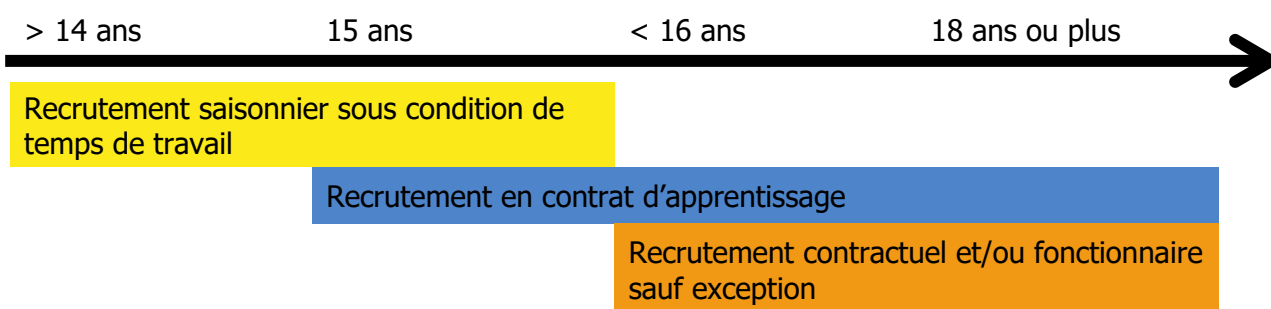 > 14 ans 15 ans < 16 ans 18 ans ou plus
Recrutement saisonnier sous condition de
temps de travail
Recrutement en contrat d’apprentissage
Recrutement contractuel et/ou fonctionnaire
sauf exception